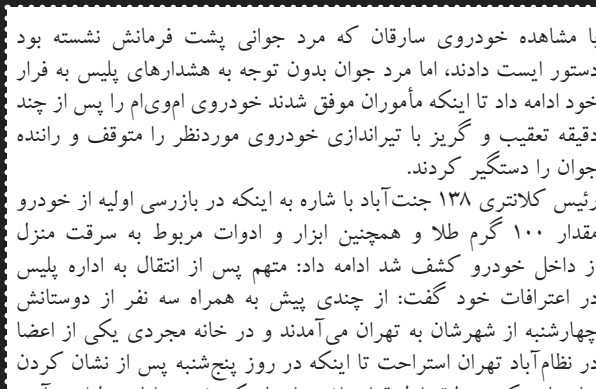 با مشاهده خودروی سارقان که مرد جوانی پشت فرمانش نشسته بود
دستور ایست دادند، اما مرد جوان بدون توجه به هشدارهای پلیس به فرار
خود ادامه داد تا اینکه مأموران موفق شدند خودروی ام‌وی‌ام را پس از چند
دقیقه تعقیب و گریز با تیراندازی خودروی موردنظر را متوقف و راننده
جوان را دستگیر کردند.
رئیس کلانتری ۱۳۸ جنت‌آباد با شاره به اینکه در بازرسی اولیه از خودرو
مقدار ۱۰۰ گرم طلا و همچنین ابزار و ادوات مربوط به سرقت منزل
از داخل خودرو کشف شد ادامه داد: متهم پس از انتقال به اداره پلیس
در اعترافات خود گفت: از چندی پیش به همراه سه نفر از دوستانش
چهارشنبه از شهرشان به تهران می‌آمدند و در خانه مجردی یکی از اعضا
در نظام‌آباد تهران استراحت تا اینکه در روز پنج‌شنبه پس از نشان کردن